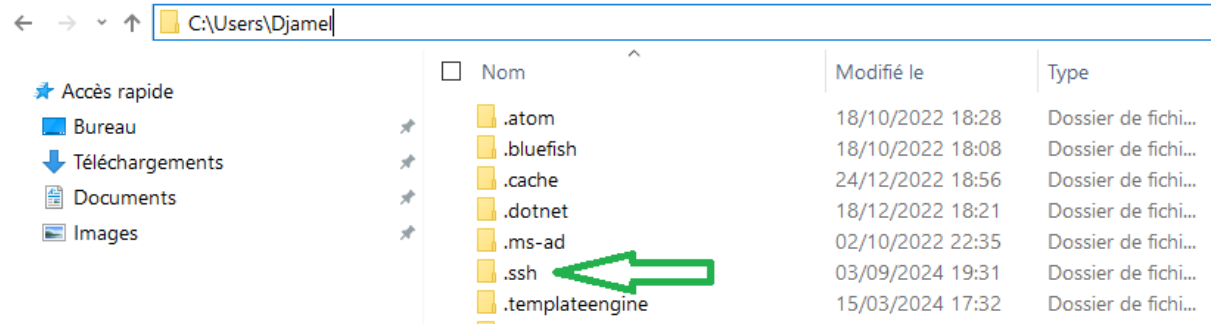 C:\Users\Djamel
Accès rapide
Bureau
Téléchargements
Documents
Images
Nom Modifié le Type
.atom 18/10/2022 18:28 Dossier de fichi...
.bluefish 18/10/2022 18:08 Dossier de fichi...
.cache 24/12/2022 18:56 Dossier de fichi...
.dotnet 18/12/2022 18:21 Dossier de fichi...
.ms-ad 02/10/2022 22:35 Dossier de fichi...
.ssh 03/09/2024 19:31 Dossier de fichi...
.templateengine 15/03/2024 17:32 Dossier de fichi...